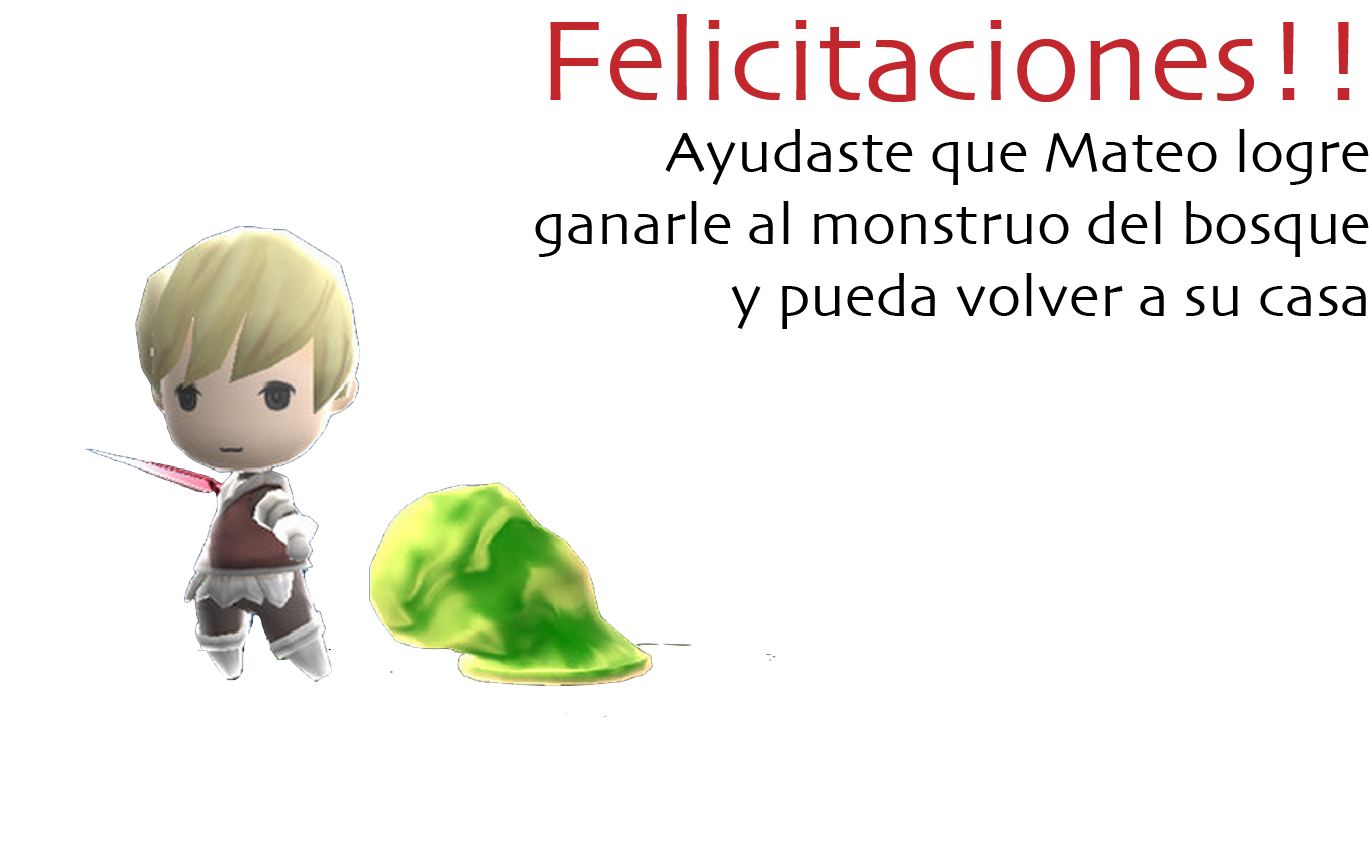 Felicitaciones!!
Ayudaste que Mateo logre
ganarle al monstruo del bosque
y pueda volver a su casa